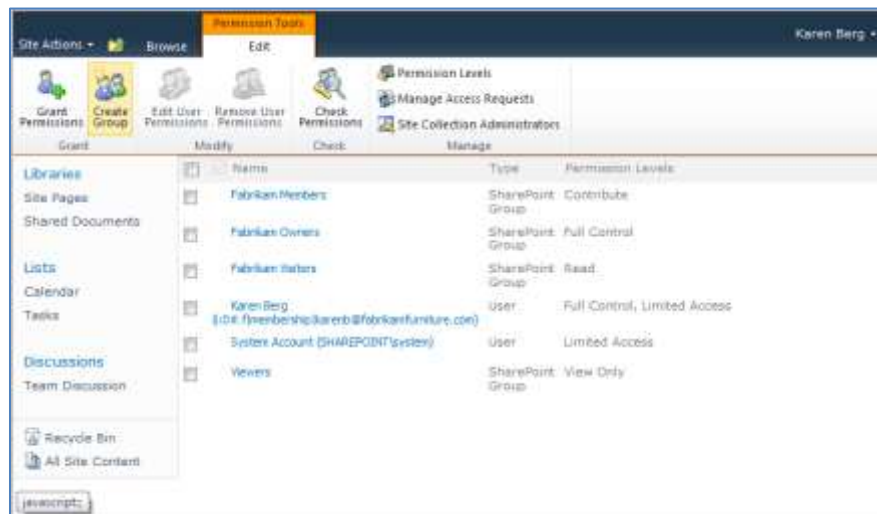 Permission Tools
Site Actions Browse Edit Karen Berg
Grant Permissions
Create Group
Edit User Permissions
Remove User Permissions
Check Permissions
Permission Levels
Manage Access Requests
Site Collection Administrators
Grant Modify Check Manage
Libraries
Site Pages
Shared Documents
Lists
Calendar
Tasks
Discussions
Team Discussion
Recycle Bin
All Site Content
Name Type Permission Levels
Fabrikam Members SharePoint Group Contribute
Fabrikam Owners SharePoint Group Full Control
Fabrikam Visitors SharePoint Group Read
Karen Berg User Full Control, Limited Access
System Account (SHAREPOINT\system) User Limited Access
Viewers SharePoint Group View Only
javascript:;